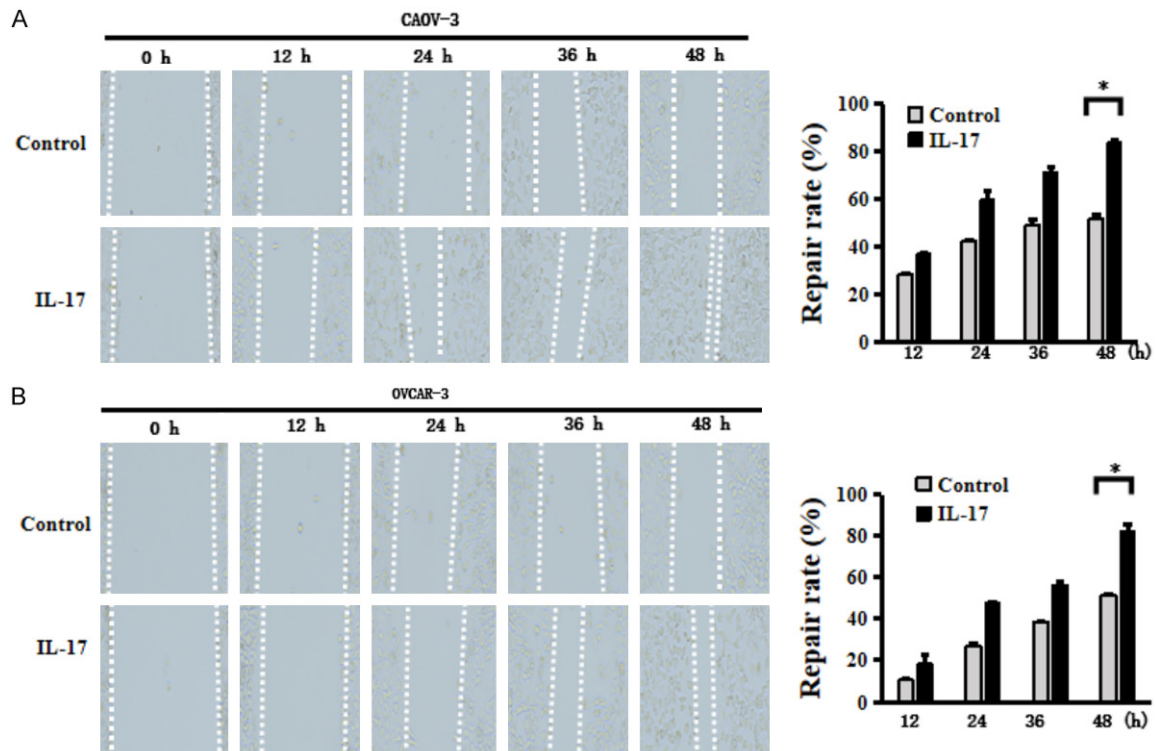 A
CAOV-3
0 h 12 h 24 h 36 h 48 h
Control
IL-17
Repair rate (%)
100
80
60
40
20
0
Control
IL-17
*
12 24 36 48 (h)
B
OVCAR-3
0 h 12 h 24 h 36 h 48 h
Control
IL-17
Repair rate (%)
100
80
60
40
20
0
Control
IL-17
*
12 24 36 48 (h)